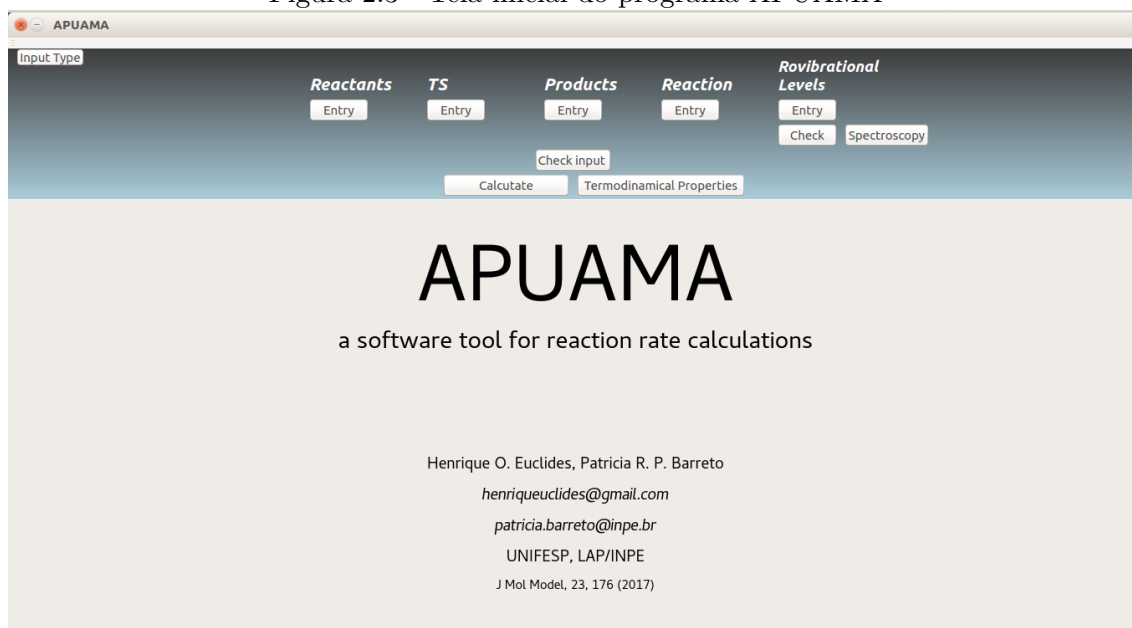 APUAMA
Input Type
Rovibrational
Reactants TS Products Reaction Levels
Entry Entry Entry Entry Entry
Check Spectroscopy
Check input
Calcutate Termodinamical Properties
APUAMA
a software tool for reaction rate calculations
Henrique O. Euclides, Patricia R. P. Barreto
henriqueuclides@gmail.com
patricia.barreto@inpe.br
UNIFESP, LAP/INPE
J Mol Model, 23, 176 (2017)